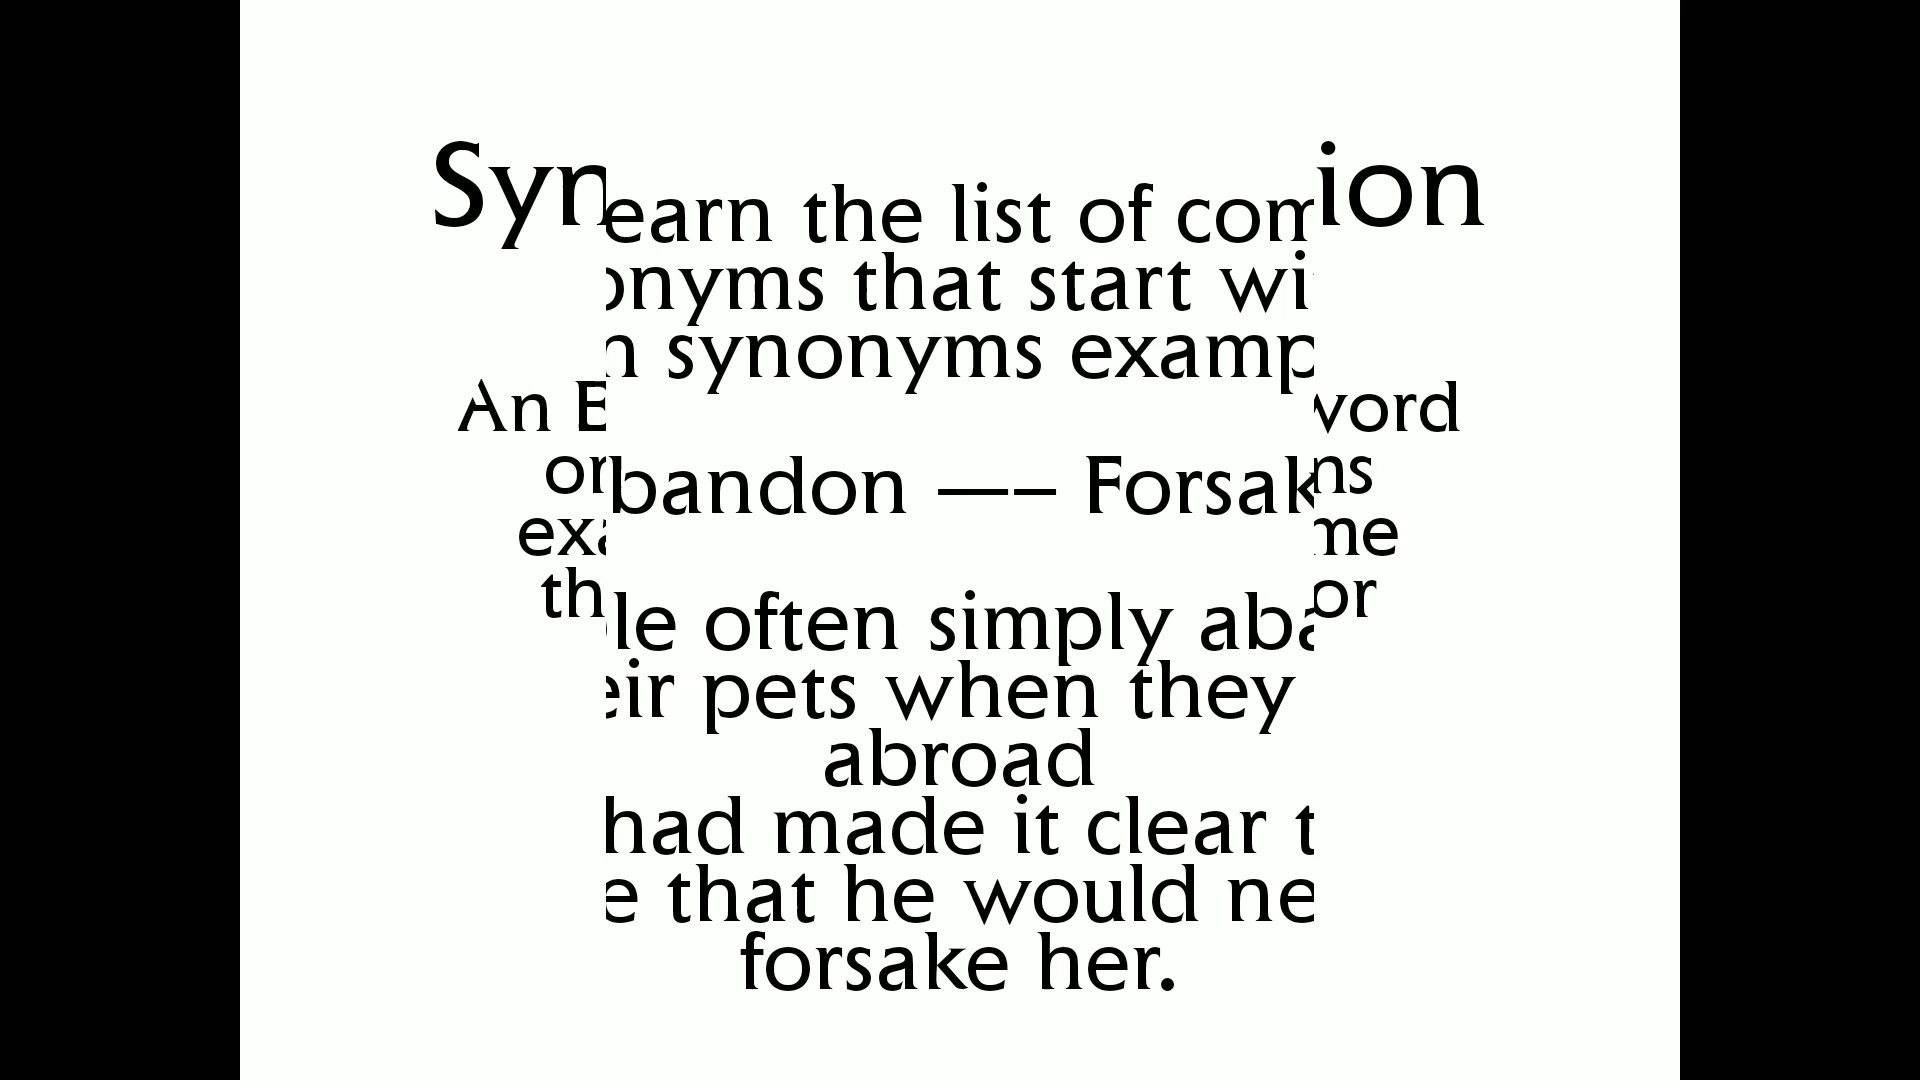 Syn ion
earn the list of com
onyms that start wi
n synonyms examp
An E word
or ns
bandon —– Forsak
exa me
th or
le often simply aba
eir pets when they
abroad
had made it clear t
e that he would ne
forsake her.